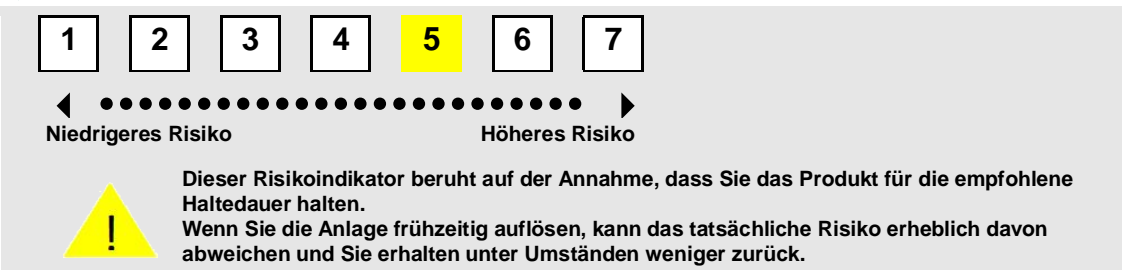 1 2 3 4 5 6 7
Niedrigeres Risiko Höheres Risiko
Dieser Risikoindikator beruht auf der Annahme, dass Sie das Produkt für die empfohlene
Haltedauer halten.
Wenn Sie die Anlage frühzeitig auflösen, kann das tatsächliche Risiko erheblich davon
abweichen und Sie erhalten unter Umständen weniger zurück.
!